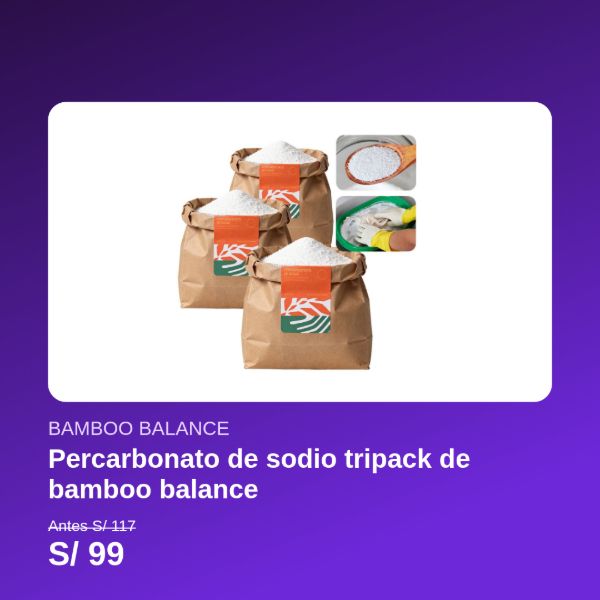 BAMBOO BALANCE
Percarbonato de sodio tripack de
bamboo balance
Antes S/ 117
S/ 99